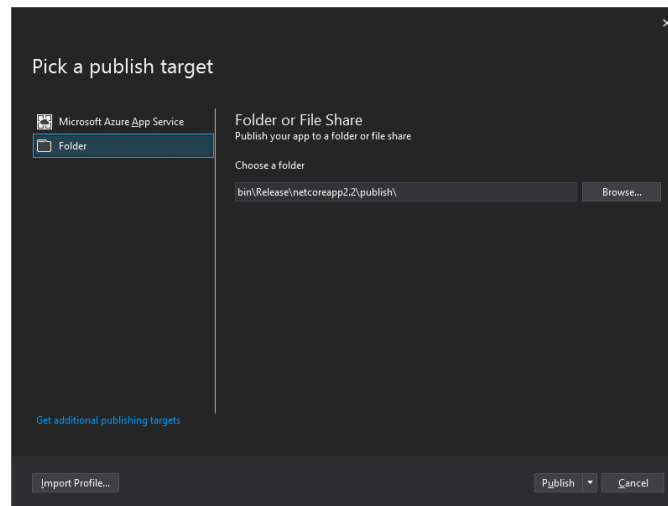 Pick a publish target
Microsoft Azure App Service
Folder
Get additional publishing targets
Folder or File Share
Publish your app to a folder or file share
Choose a folder
bin\Release\netcoreapp2.2\publish\
Browse...
Import Profile...
Publish
Cancel